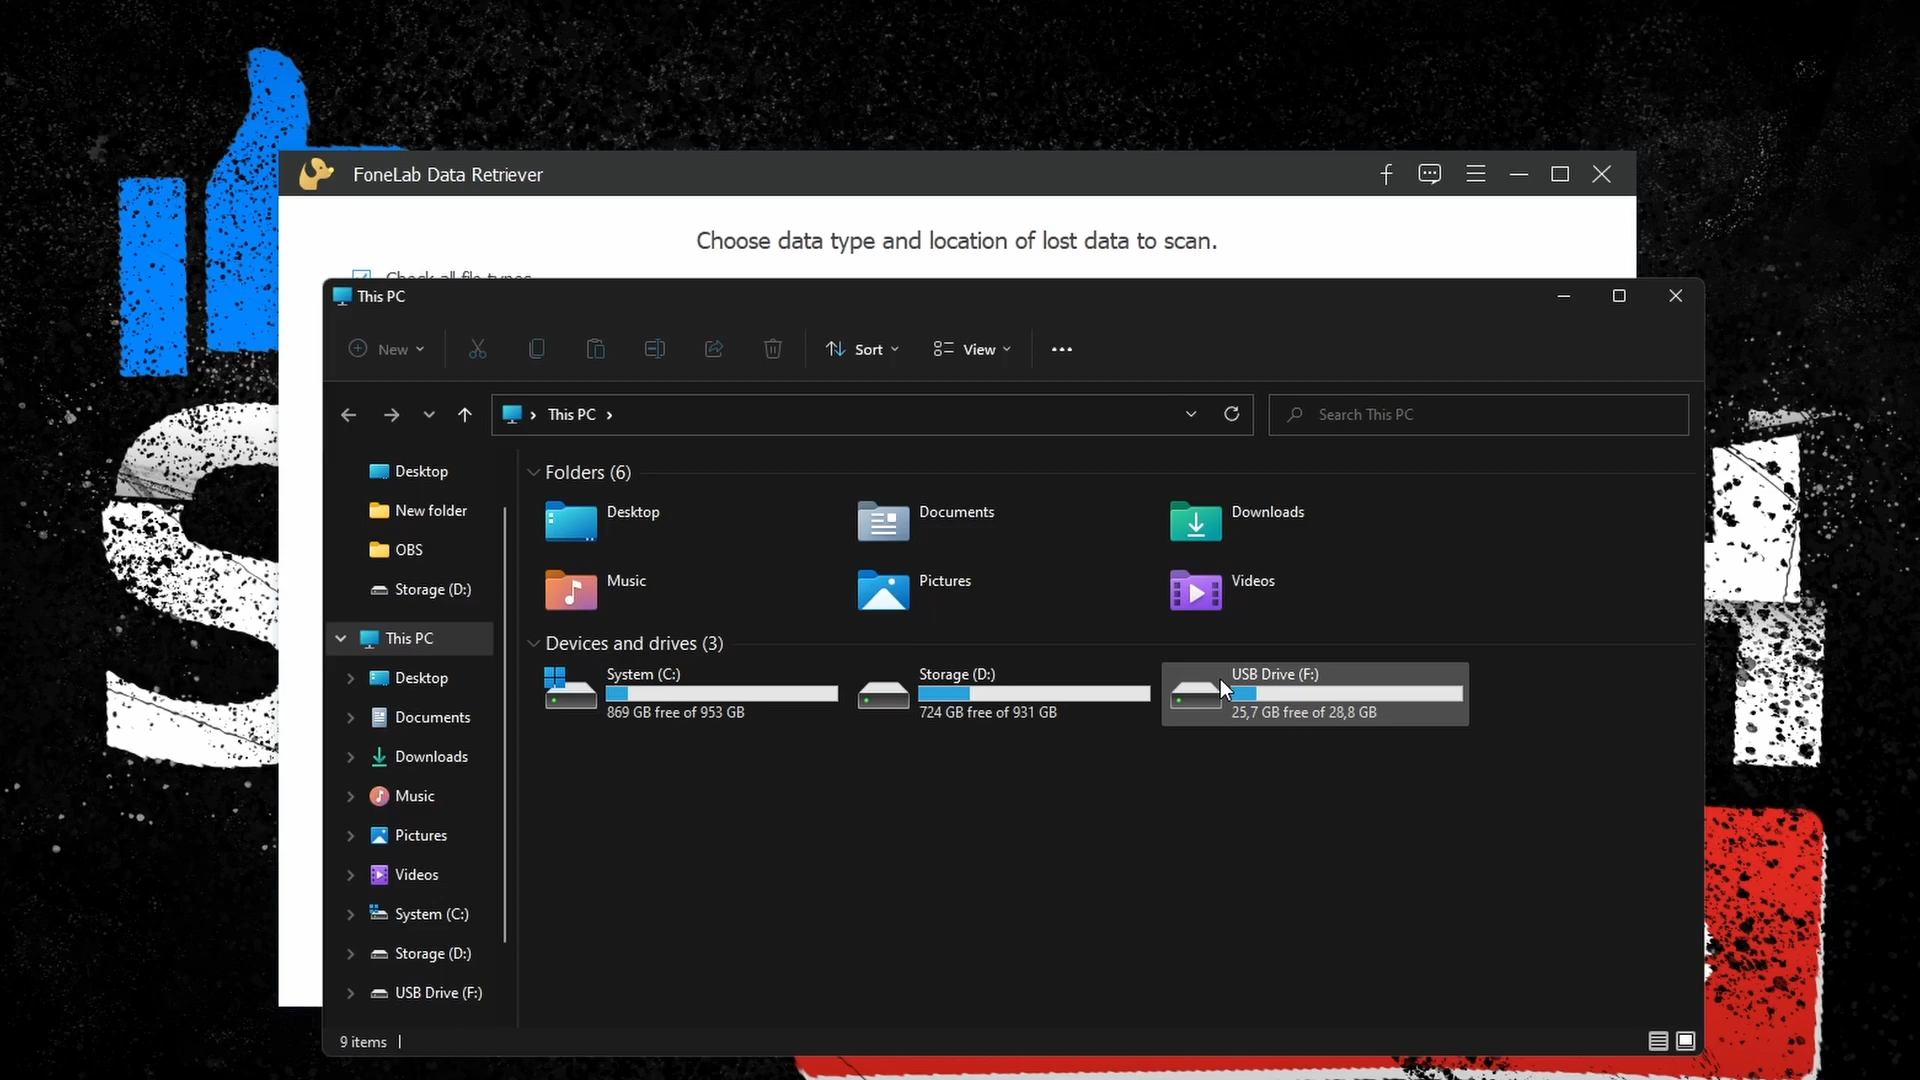 FoneLab Data Retriever
Choose data type and location of lost data to scan.
Check all file types
This PC
New
Sort
View
This PC
Search This PC
Desktop
New folder
OBS
Storage (D:)
This PC
Desktop
Documents
Downloads
Music
Pictures
Videos
System (C:)
Storage (D:)
USB Drive (F:)
Folders (6)
Desktop
Documents
Downloads
Music
Pictures
Videos
Devices and drives (3)
System (C:)
869 GB free of 953 GB
Storage (D:)
724 GB free of 931 GB
USB Drive (F:)
25,7 GB free of 28,8 GB
9 items